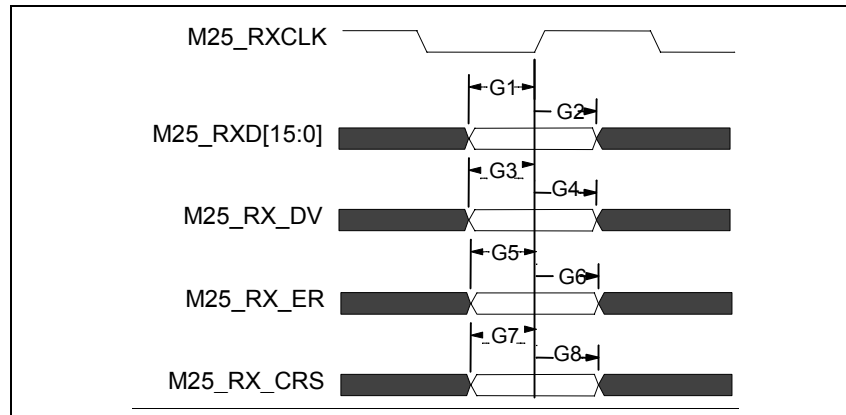 M25_RXCLK
G1
G2
M25_RXD[15:0]
G3
G4
M25_RX_DV
G5
G6
M25_RX_ER
G7
G8
M25_RX_CRS